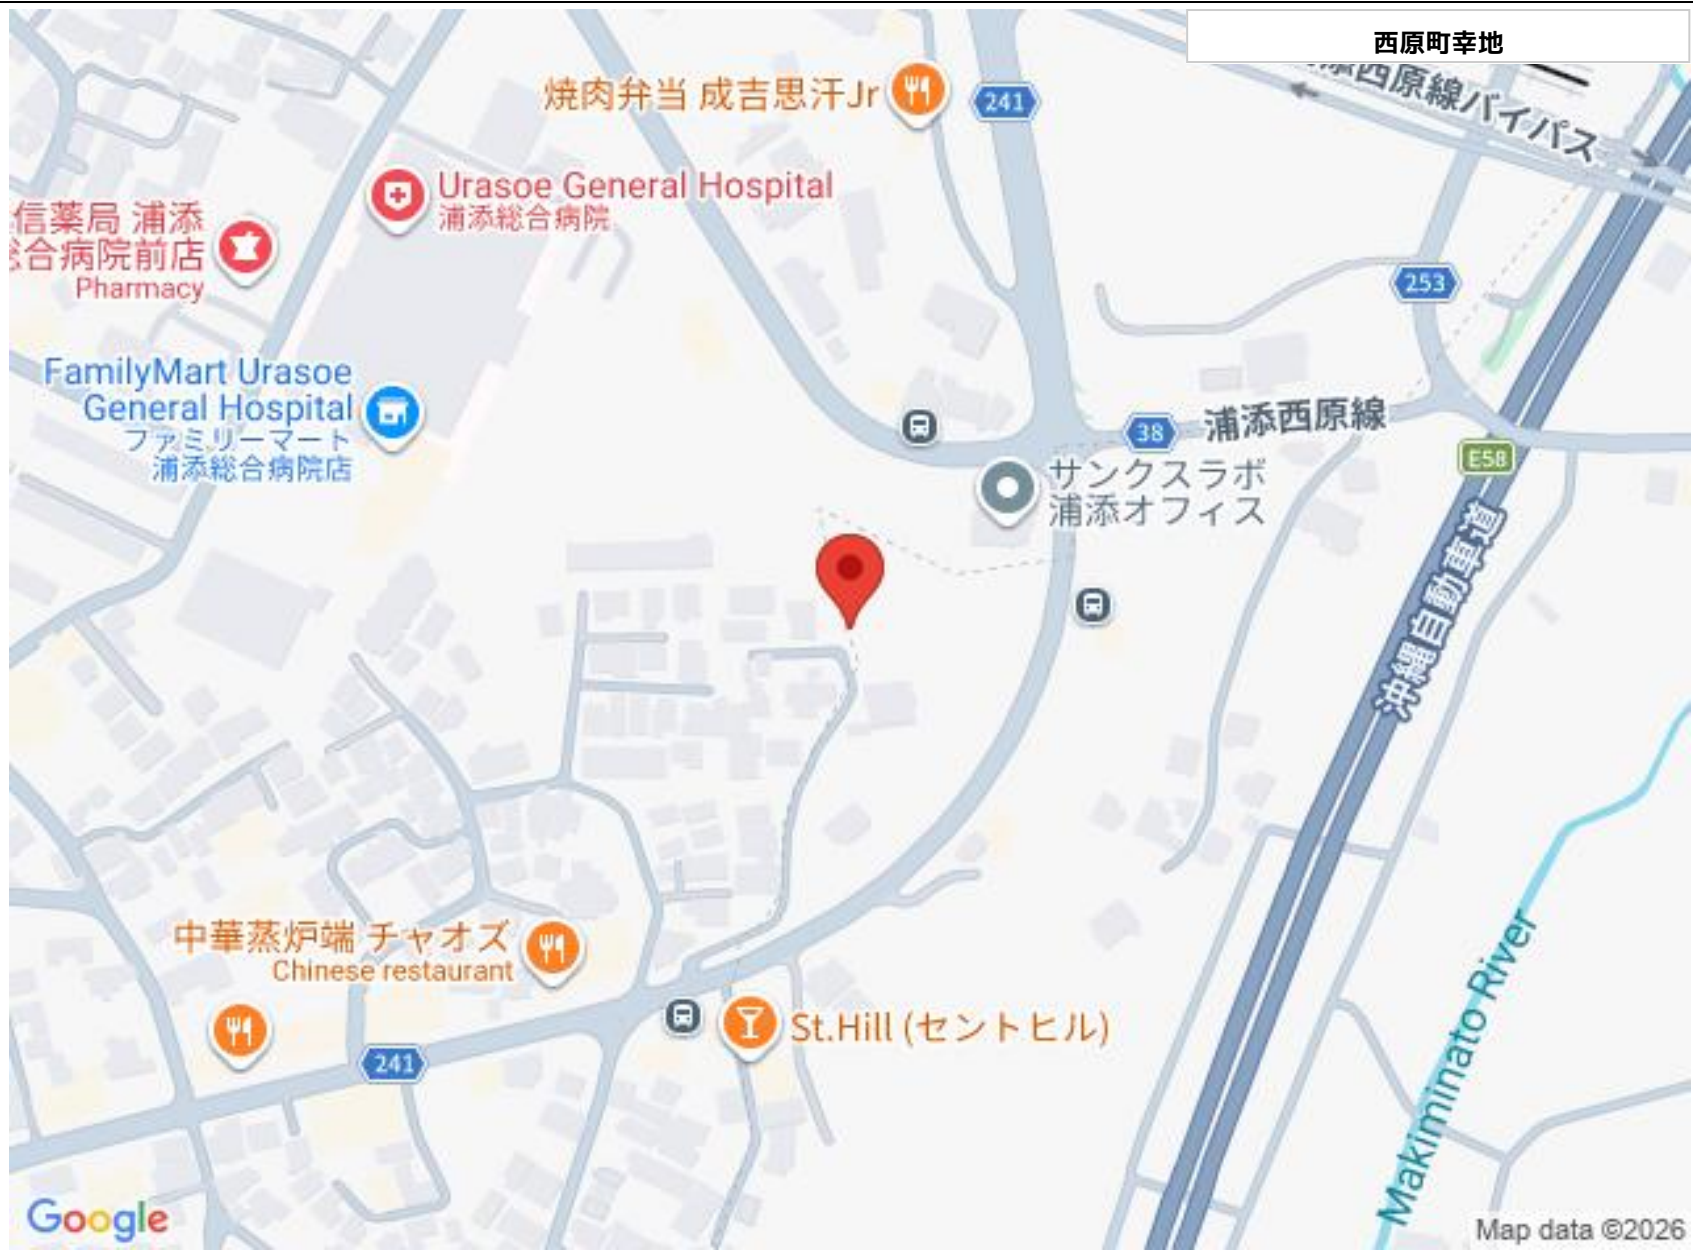 西原町幸地
焼肉弁当 成吉思汗Jr
241
西原線バイパス
Urasoe General Hospital
浦添総合病院
信薬局 浦添
総合病院前店
Pharmacy
253
FamilyMart Urasoe
General Hospital
ファミリーマート
浦添総合病院店
38
浦添西原線
E58
サンクスラボ
浦添オフィス
沖縄自動車道
中華蒸炉端 チャオズ
Chinese restaurant
St.Hill (セントヒル)
241
Makiminato River
Google
Map data ©2026